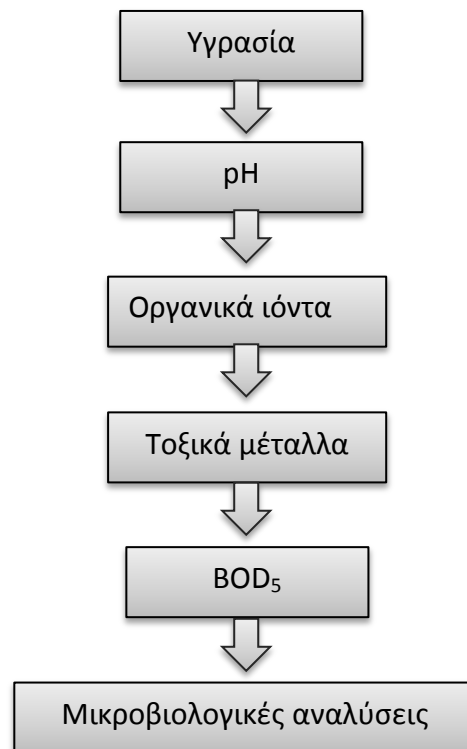 Υγρασία
pH
Οργανικά ιόντα
Τοξικά μέταλλα
BOD₅
Μικροβιολογικές αναλύσεις